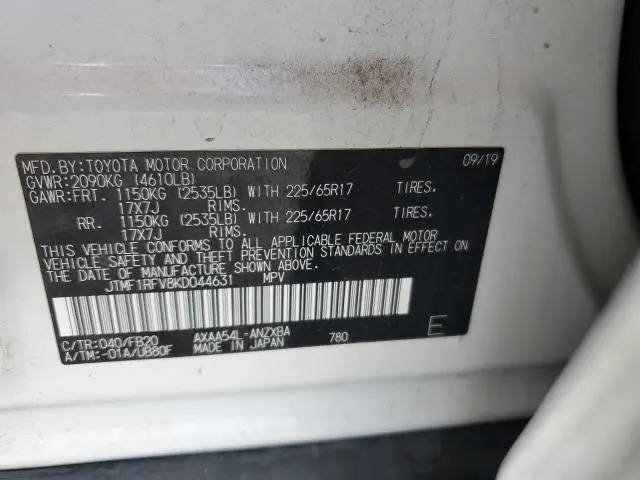 MFD.BY:TOYOTA MOTOR CORPORATION 09/19
GVWR:2090KG (4610LB)
GAWR:FRT. 1150KG (2535LB) WITH 225/65R17 TIRES.
17X7J RIMS.
RR. 1150KG (2535LB) WITH 225/65R17 TIRES.
17X7J RIMS.
THIS VEHICLE CONFORMS TO ALL APPLICABLE FEDERAL MOTOR
VEHICLE SAFETY AND THEFT PREVENTION STANDARDS IN EFFECT ON
THE DATE OF MANUFACTURE SHOWN ABOVE.
JTMF1RFV8KD044631 MPV
C/TR:040/FB20 AXAA54L-ANZXBA 780 E
A/TM:-01A/UB80F MADE IN JAPAN